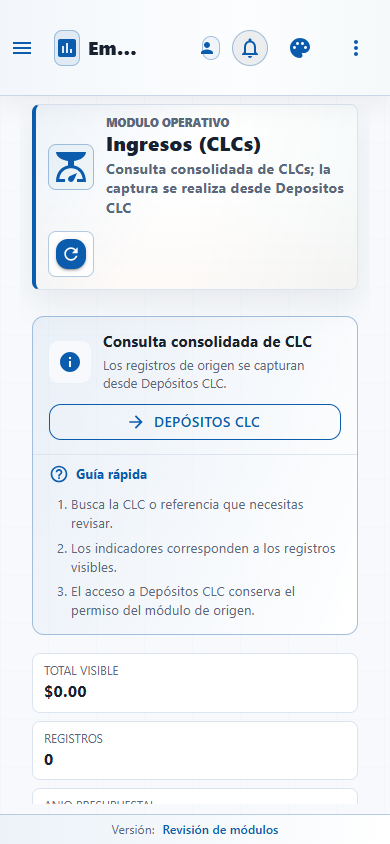 Em...
MODULO OPERATIVO
Ingresos (CLCs)
Consulta consolidada de CLCs; la
captura se realiza desde Depositos
CLC
Consulta consolidada de CLC
Los registros de origen se capturan
desde Depósitos CLC.
DEPÓSITOS CLC
Guía rápida
1. Busca la CLC o referencia que necesitas
revisar.
2. Los indicadores corresponden a los registros
visibles.
3. El acceso a Depósitos CLC conserva el
permiso del módulo de origen.
TOTAL VISIBLE
$0.00
REGISTROS
0
ANIO PRESUPUESTAL
Versión: Revisión de módulos